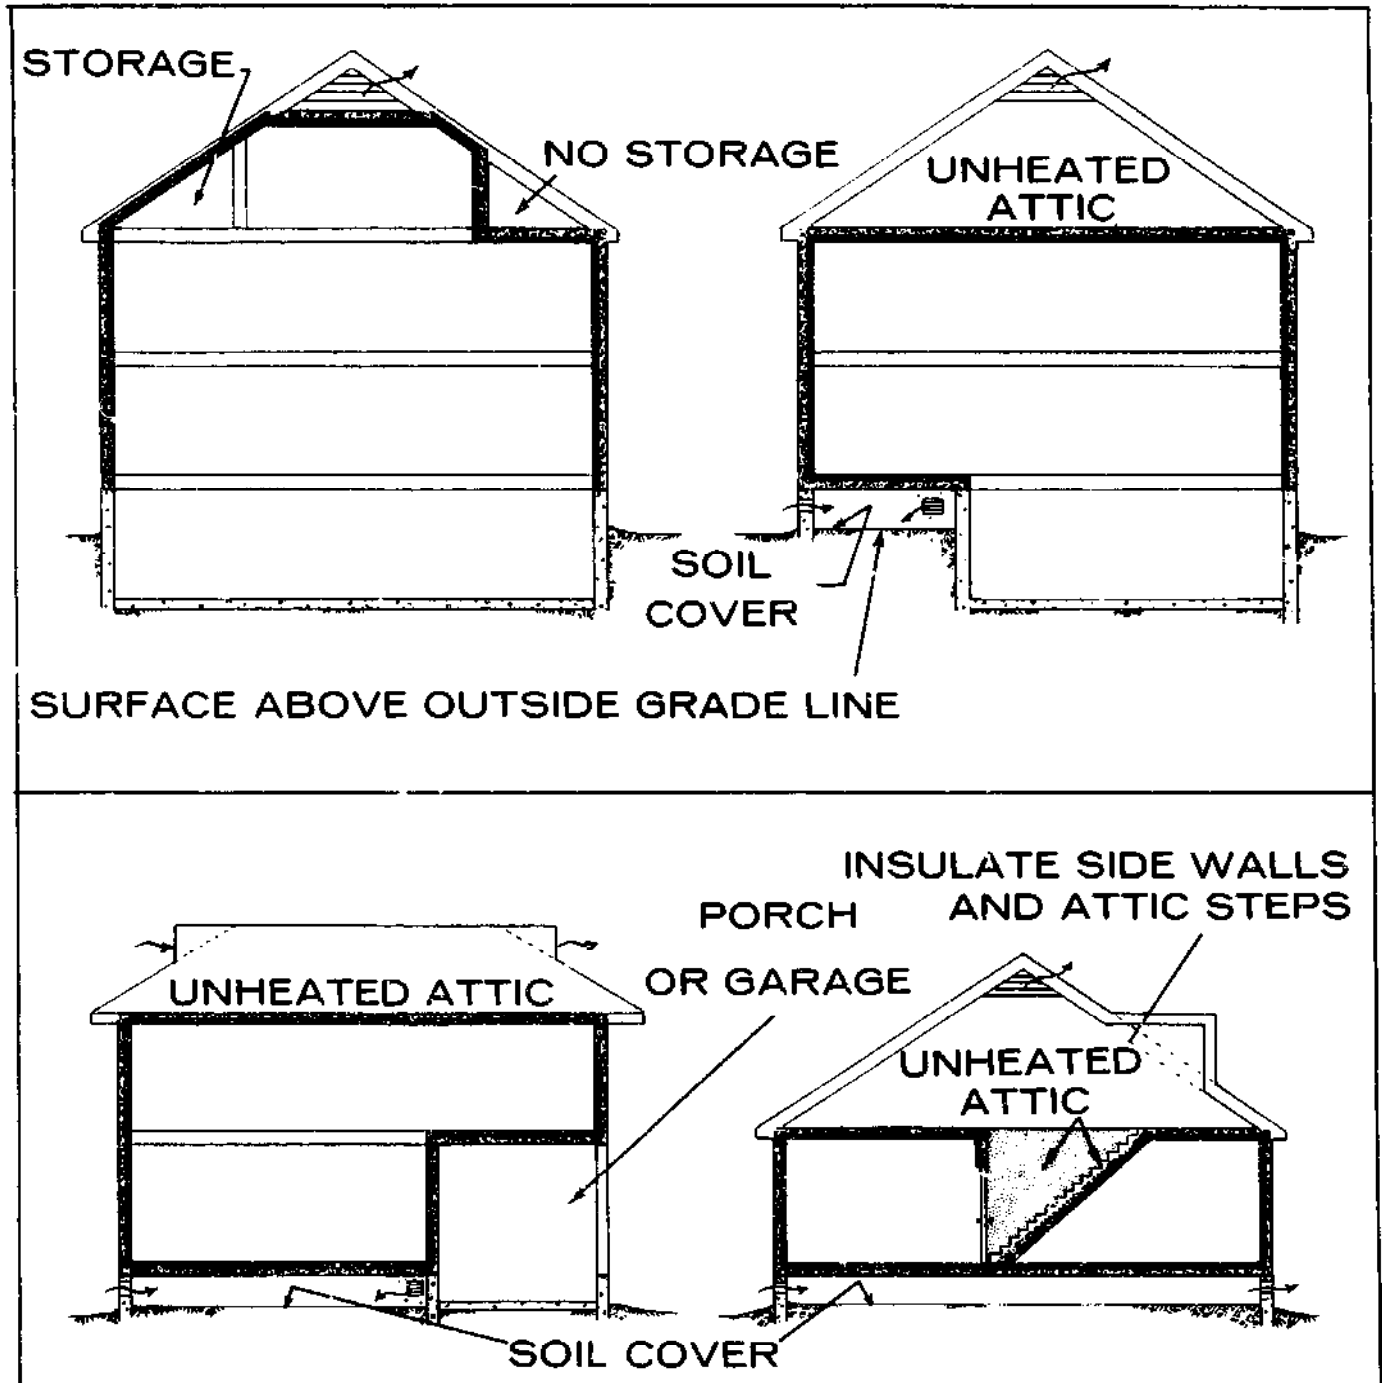 STORAGE
NO STORAGE
UNHEATED
ATTIC
SOIL
COVER
SURFACE ABOVE OUTSIDE GRADE LINE
INSULATE SIDE WALLS
AND ATTIC STEPS
PORCH
OR GARAGE
UNHEATED ATTIC
UNHEATED
ATTIC
SOIL COVER